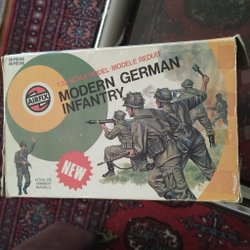 1:32 SCALE MODEL-MODELE REDUIT
MODERN GERMAN
INFANTRY
AIRFIX
NEW